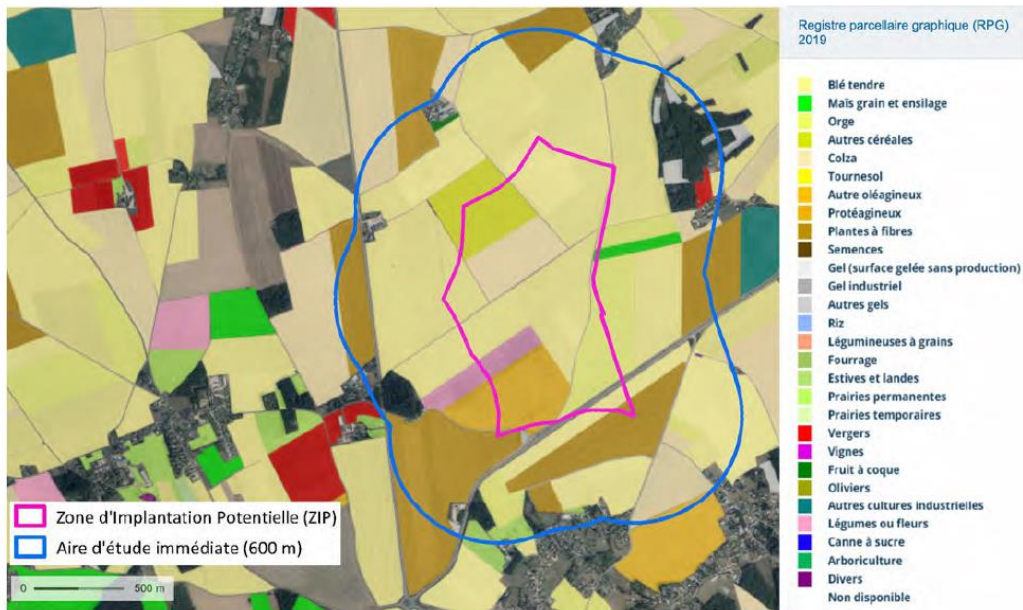 Registre parcellaire graphique (RPG)
2019
Blé tendre
Maïs grain et ensilage
Orge
Autres céréales
Colza
Tournesol
Autre oléagineux
Protéagineux
Plantes à fibres
Semences
Gel (surface gelée sans production)
Gel industriel
Autres gels
Riz
Légumineuses à grains
Fourrage
Estives et landes
Prairies permanentes
Prairies temporaires
Vergers
Vignes
Fruit à coque
Oliviers
Autres cultures industrielles
Légumes ou fleurs
Canne à sucre
Arboriculture
Divers
Non disponible
Zone d'Implantation Potentielle (ZIP)
Aire d'étude immédiate (600 m)
0 500 m